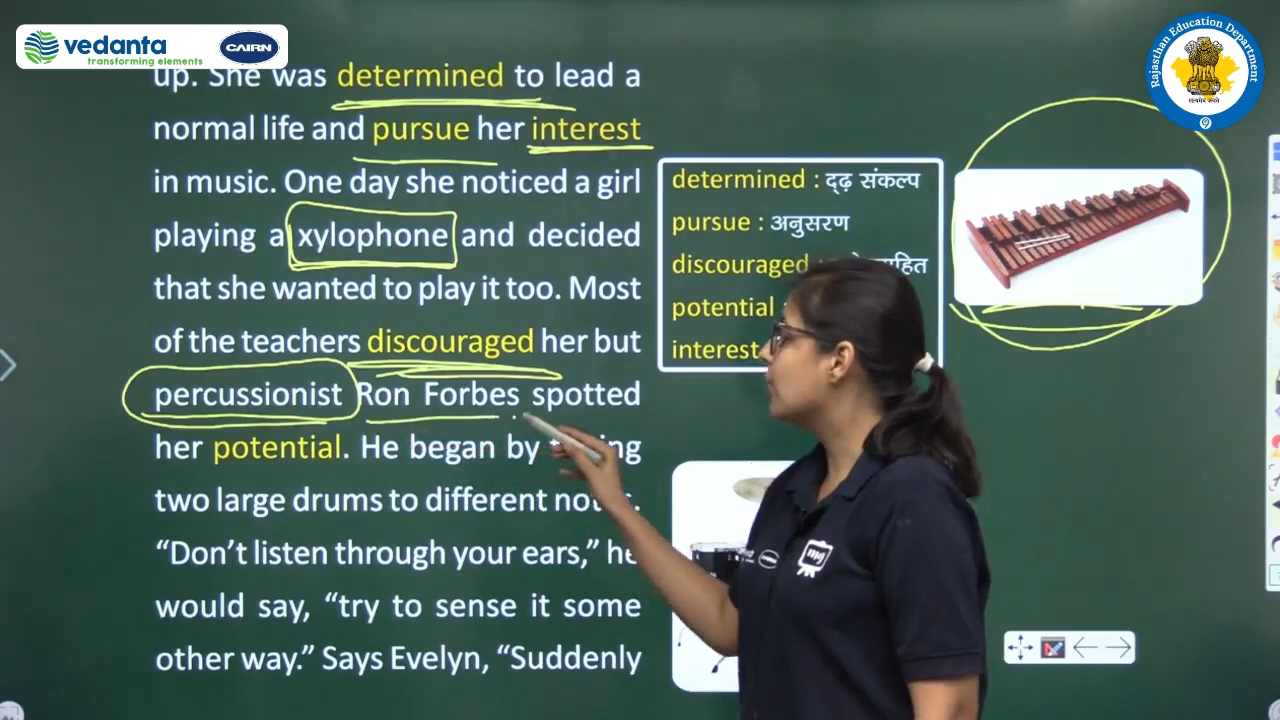 vedanta
transforming elements
CAIRN
Rajasthan Education Department
सत्यमेव जयते
up. She was determined to lead a
normal life and pursue her interest
in music. One day she noticed a girl
playing a xylophone and decided
that she wanted to play it too. Most
of the teachers discouraged her but
percussionist Ron Forbes spotted
her potential. He began by
two large drums to different
“Don’t listen through your ears,” he
would say, “try to sense it some
other way.” Says Evelyn, “Suddenly
determined : दृढ़ संकल्प
pursue : अनुसरण
discouraged
potential
interest